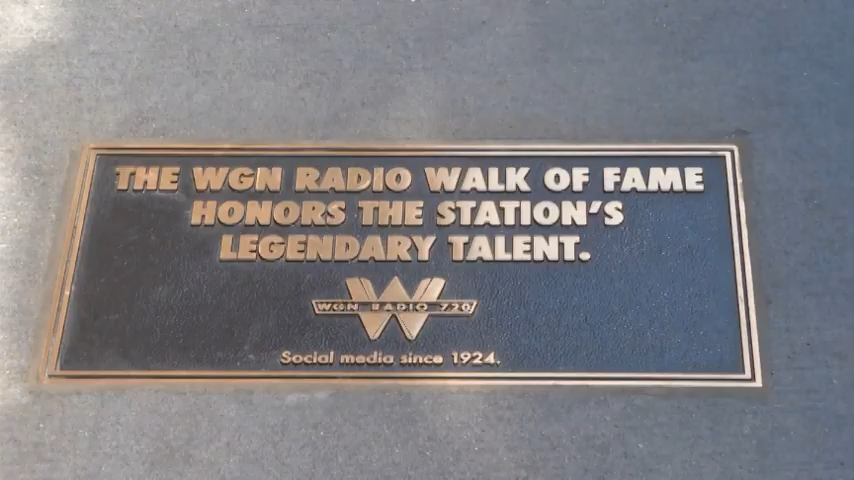 THE WGN RADIO WALK OF FAME
HONORS THE STATION'S
LEGENDARY TALENT.
WGN RADIO 720
Social media since 1924.